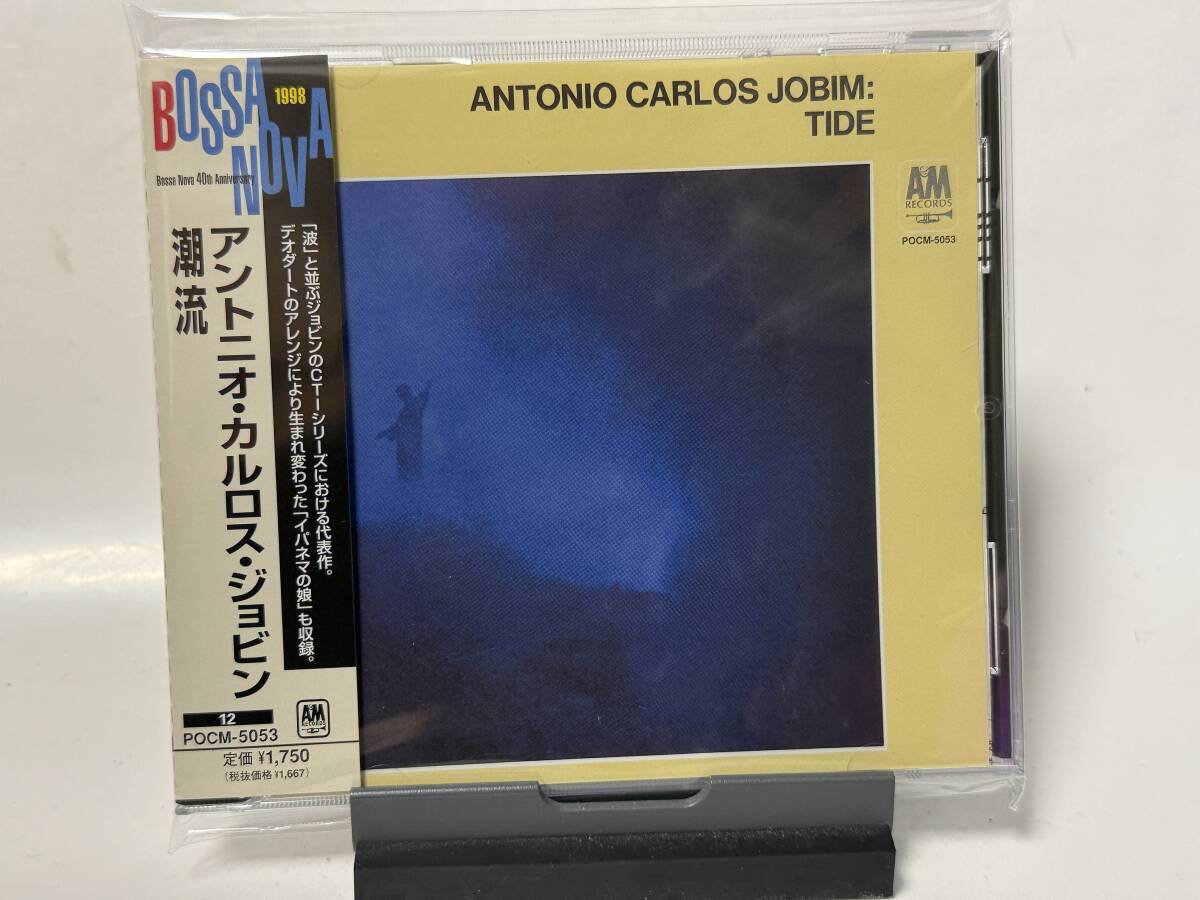 BOSSA
NOVA
1998
Bossa Nova 40th Anniversary
アントニオ・カルロス・ジョビン
潮流
「波」と並ぶジョビンのCTIシリーズにおける代表作。
デオダートのアレンジにより生まれ変わった「イパネマの娘」も収録。
12
POCM-5053
A&M
RECORDS
定価 ¥1,750
(税抜価格¥1,667)
ANTONIO CARLOS JOBIM:
TIDE
A&M
RECORDS
POCM-5053